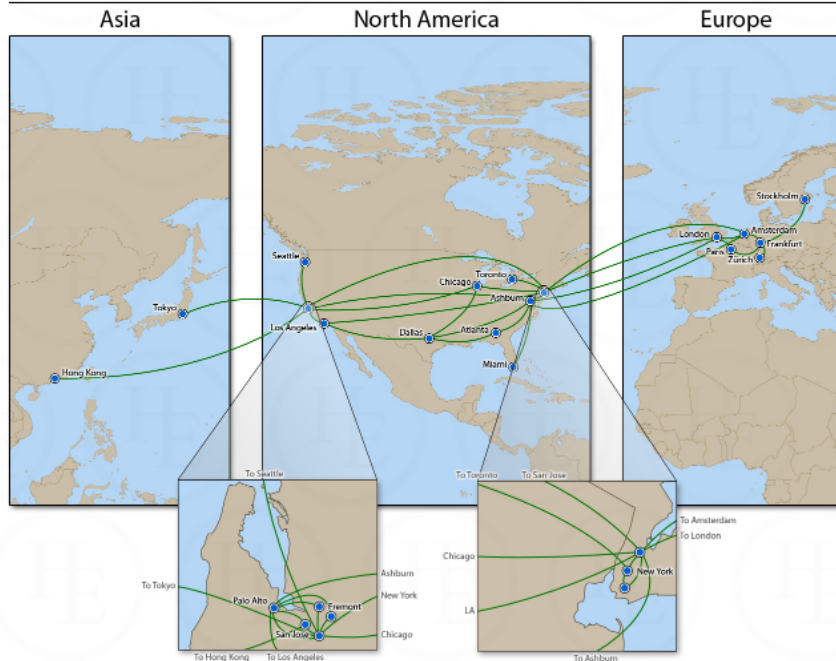 Asia
North America
Europe
Stockholm
Seattle
London
Amsterdam
Frankfurt
Paris
Zurich
Toronto
Chicago
Tokyo
Ashburn
Los Angeles
Dallas
Atlanta
Hong Kong
Miami
To Seattle
To Toronto
To San Jose
To Amsterdam
To London
Chicago
New York
Ashburn
To Tokyo
New York
Palo Alto
Fremont
LA
San Jose
Chicago
To Hong Kong
To Los Angeles
To Ashburn
HE